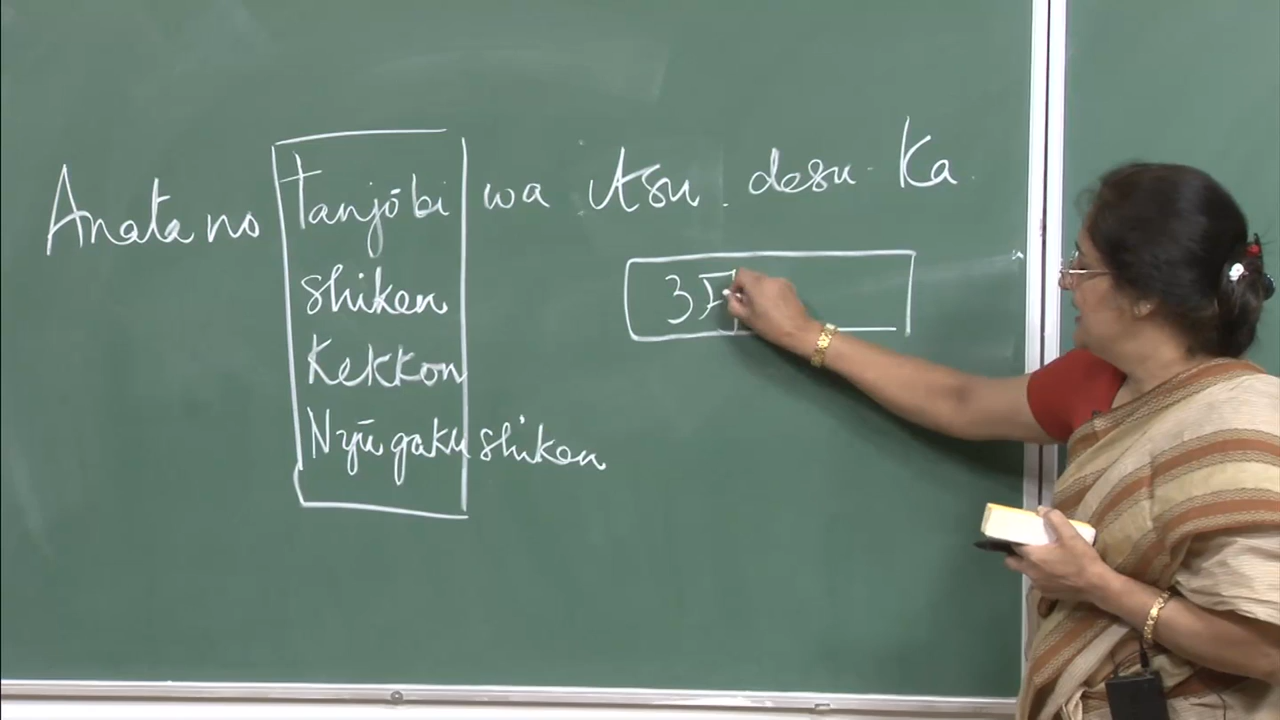 Anata no tanjōbi wa itsu desu Ka.
shiken
Kekkon
Nyūgaku shiken
3